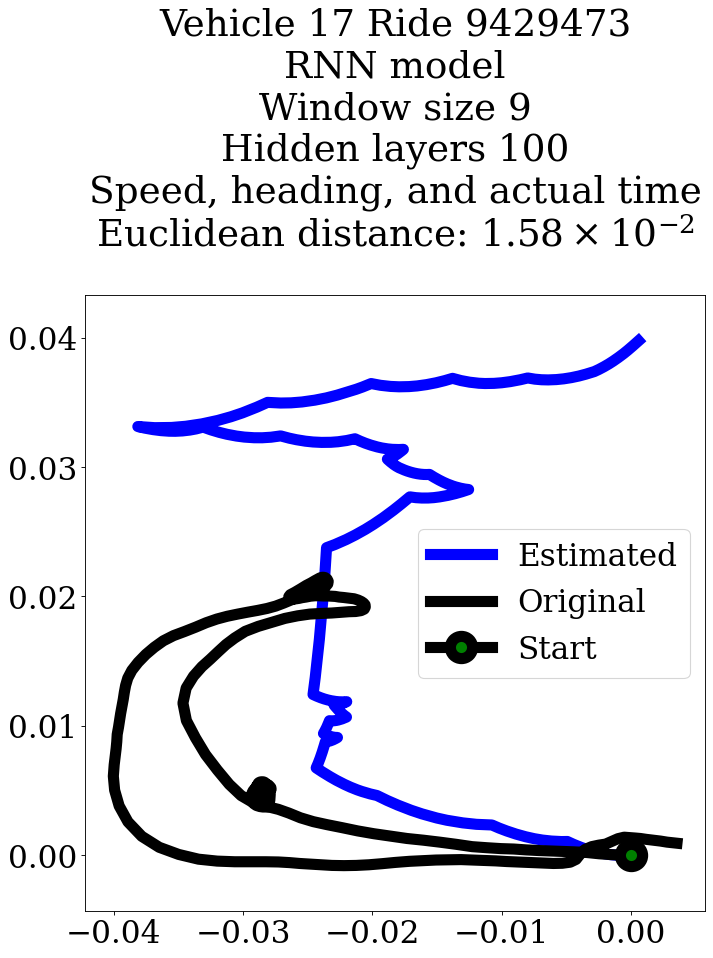 Vehicle 17 Ride 9429473
RNN model
Window size 9
Hidden layers 100
Speed, heading, and actual time
Euclidean distance: 1.58 × 10⁻²
0.04
0.03
0.02
0.01
0.00
Estimated
Original
Start
−0.04 −0.03 −0.02 −0.01 0.00